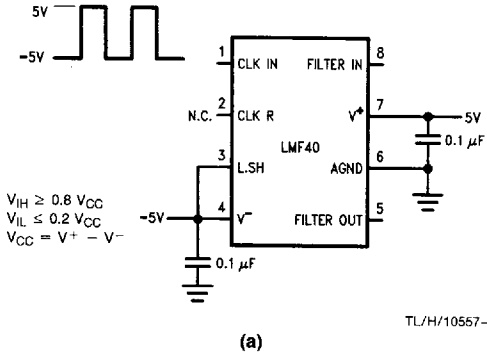 5V
-5V
1 CLK IN
FILTER IN 8
N.C. 2 CLK R
7 V+ 5V
0.1 μF
LMF40
3 L.SH
6 AGND
VIH ≥ 0.8 VCC
VIL ≤ 0.2 VCC
VCC = V+ − V−
-5V 4 V−
FILTER OUT 5
0.1 μF
TL/H/10557-
(a)